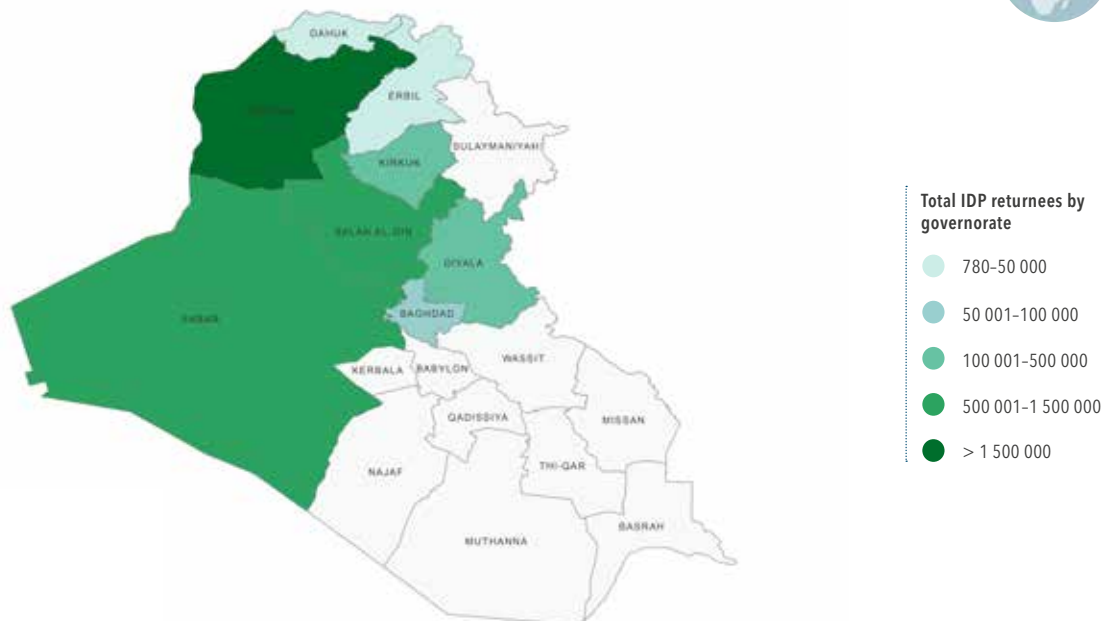 DAHUK
ERBIL
SULAYMANIYAH
KIRKUK
SALAH AL-DIN
DIYALA
ANBAR
BAGHDAD
WASSIT
KERBALA
BABYLON
QADISSIYA
MISSAN
NAJAF
THI-QAR
BASRAH
MUTHANNA
Total IDP returnees by
governorate
780–50 000
50 001–100 000
100 001–500 000
500 001–1 500 000
> 1 500 000